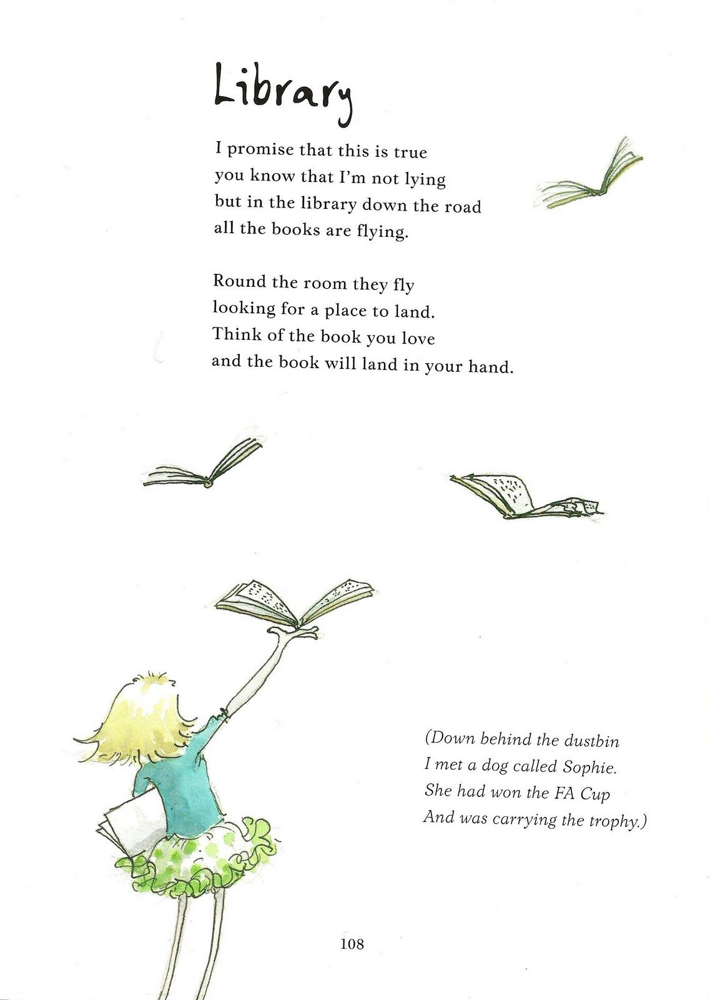 Library
I promise that this is true
you know that I'm not lying
but in the library down the road
all the books are flying.
Round the room they fly
looking for a place to land.
Think of the book you love
and the book will land in your hand.
(Down behind the dustbin
I met a dog called Sophie.
She had won the FA Cup
And was carrying the trophy.)
108